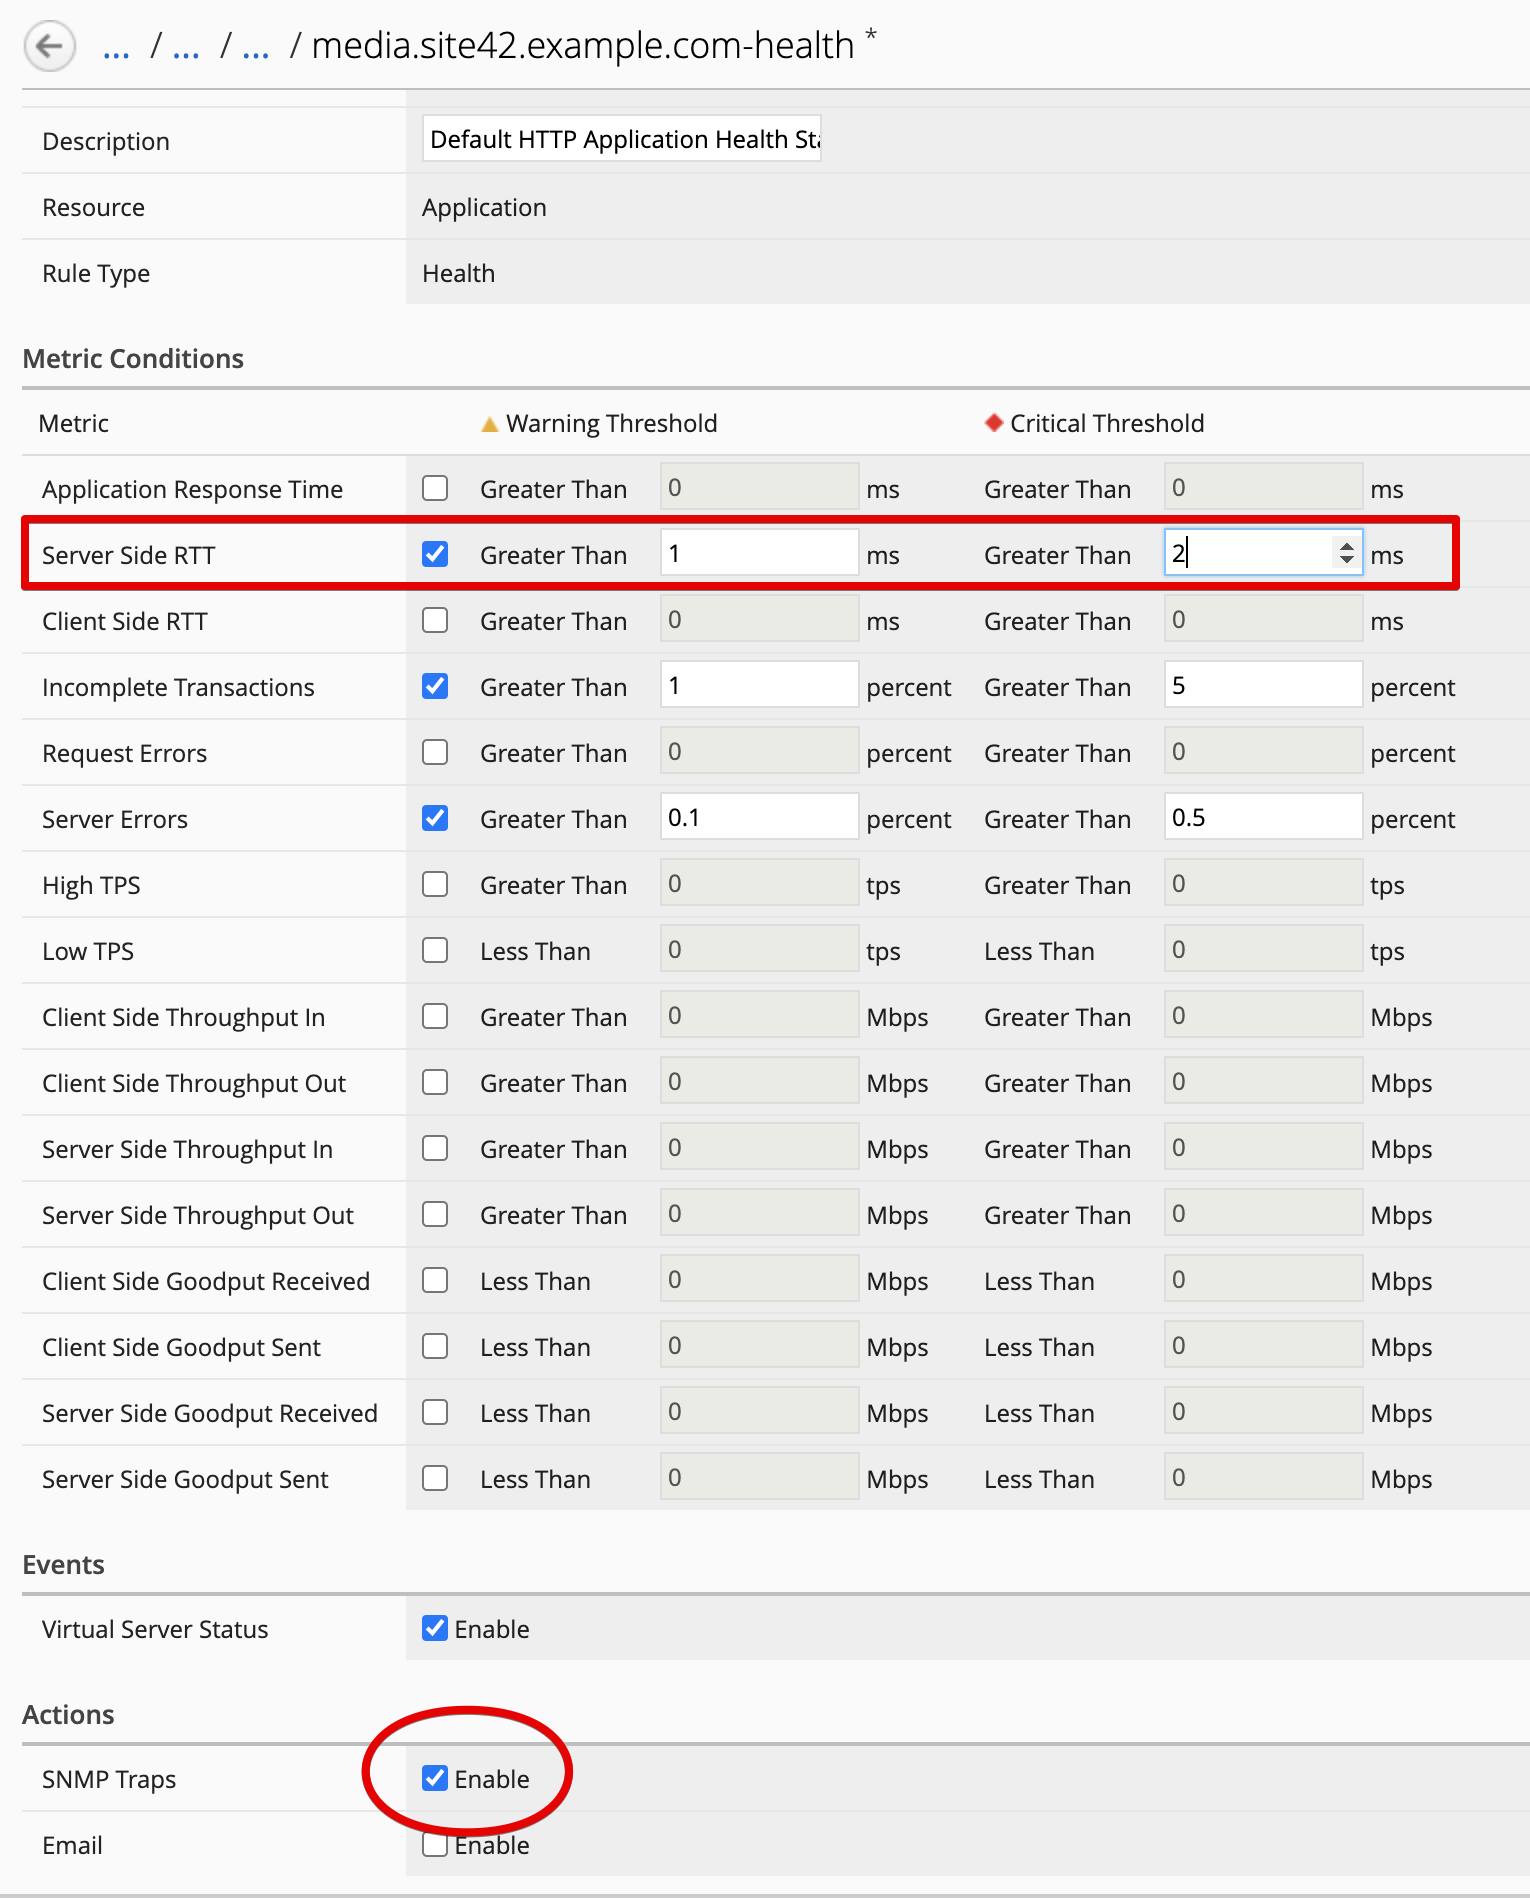 ... / ... / ... / media.site42.example.com-health *
Description Default HTTP Application Health Sta
Resource Application
Rule Type Health
Metric Conditions
Metric Warning Threshold Critical Threshold
Application Response Time Greater Than 0 ms Greater Than 0 ms
Server Side RTT Greater Than 1 ms Greater Than 2 ms
Client Side RTT Greater Than 0 ms Greater Than 0 ms
Incomplete Transactions Greater Than 1 percent Greater Than 5 percent
Request Errors Greater Than 0 percent Greater Than 0 percent
Server Errors Greater Than 0.1 percent Greater Than 0.5 percent
High TPS Greater Than 0 tps Greater Than 0 tps
Low TPS Less Than 0 tps Less Than 0 tps
Client Side Throughput In Greater Than 0 Mbps Greater Than 0 Mbps
Client Side Throughput Out Greater Than 0 Mbps Greater Than 0 Mbps
Server Side Throughput In Greater Than 0 Mbps Greater Than 0 Mbps
Server Side Throughput Out Greater Than 0 Mbps Greater Than 0 Mbps
Client Side Goodput Received Less Than 0 Mbps Less Than 0 Mbps
Client Side Goodput Sent Less Than 0 Mbps Less Than 0 Mbps
Server Side Goodput Received Less Than 0 Mbps Less Than 0 Mbps
Server Side Goodput Sent Less Than 0 Mbps Less Than 0 Mbps
Events
Virtual Server Status Enable
Actions
SNMP Traps Enable
Email Enable